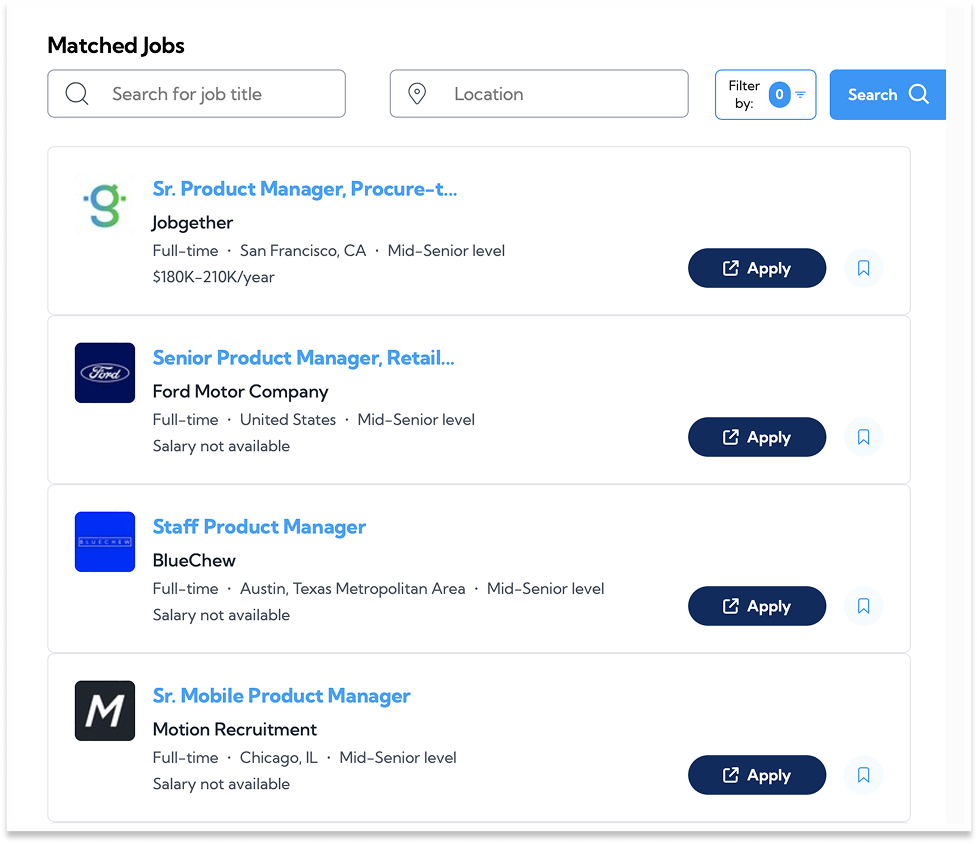 Matched Jobs
Search for job title
Location
Filter by:
0
Search
Sr. Product Manager, Procure-t...
Jobgether
Full-time · San Francisco, CA · Mid-Senior level
$180K-210K/year
Apply
Ford
Senior Product Manager, Retail...
Ford Motor Company
Full-time · United States · Mid-Senior level
Salary not available
Apply
BLUECHEW
Staff Product Manager
BlueChew
Full-time · Austin, Texas Metropolitan Area · Mid-Senior level
Salary not available
Apply
M
Sr. Mobile Product Manager
Motion Recruitment
Full-time · Chicago, IL · Mid-Senior level
Salary not available
Apply